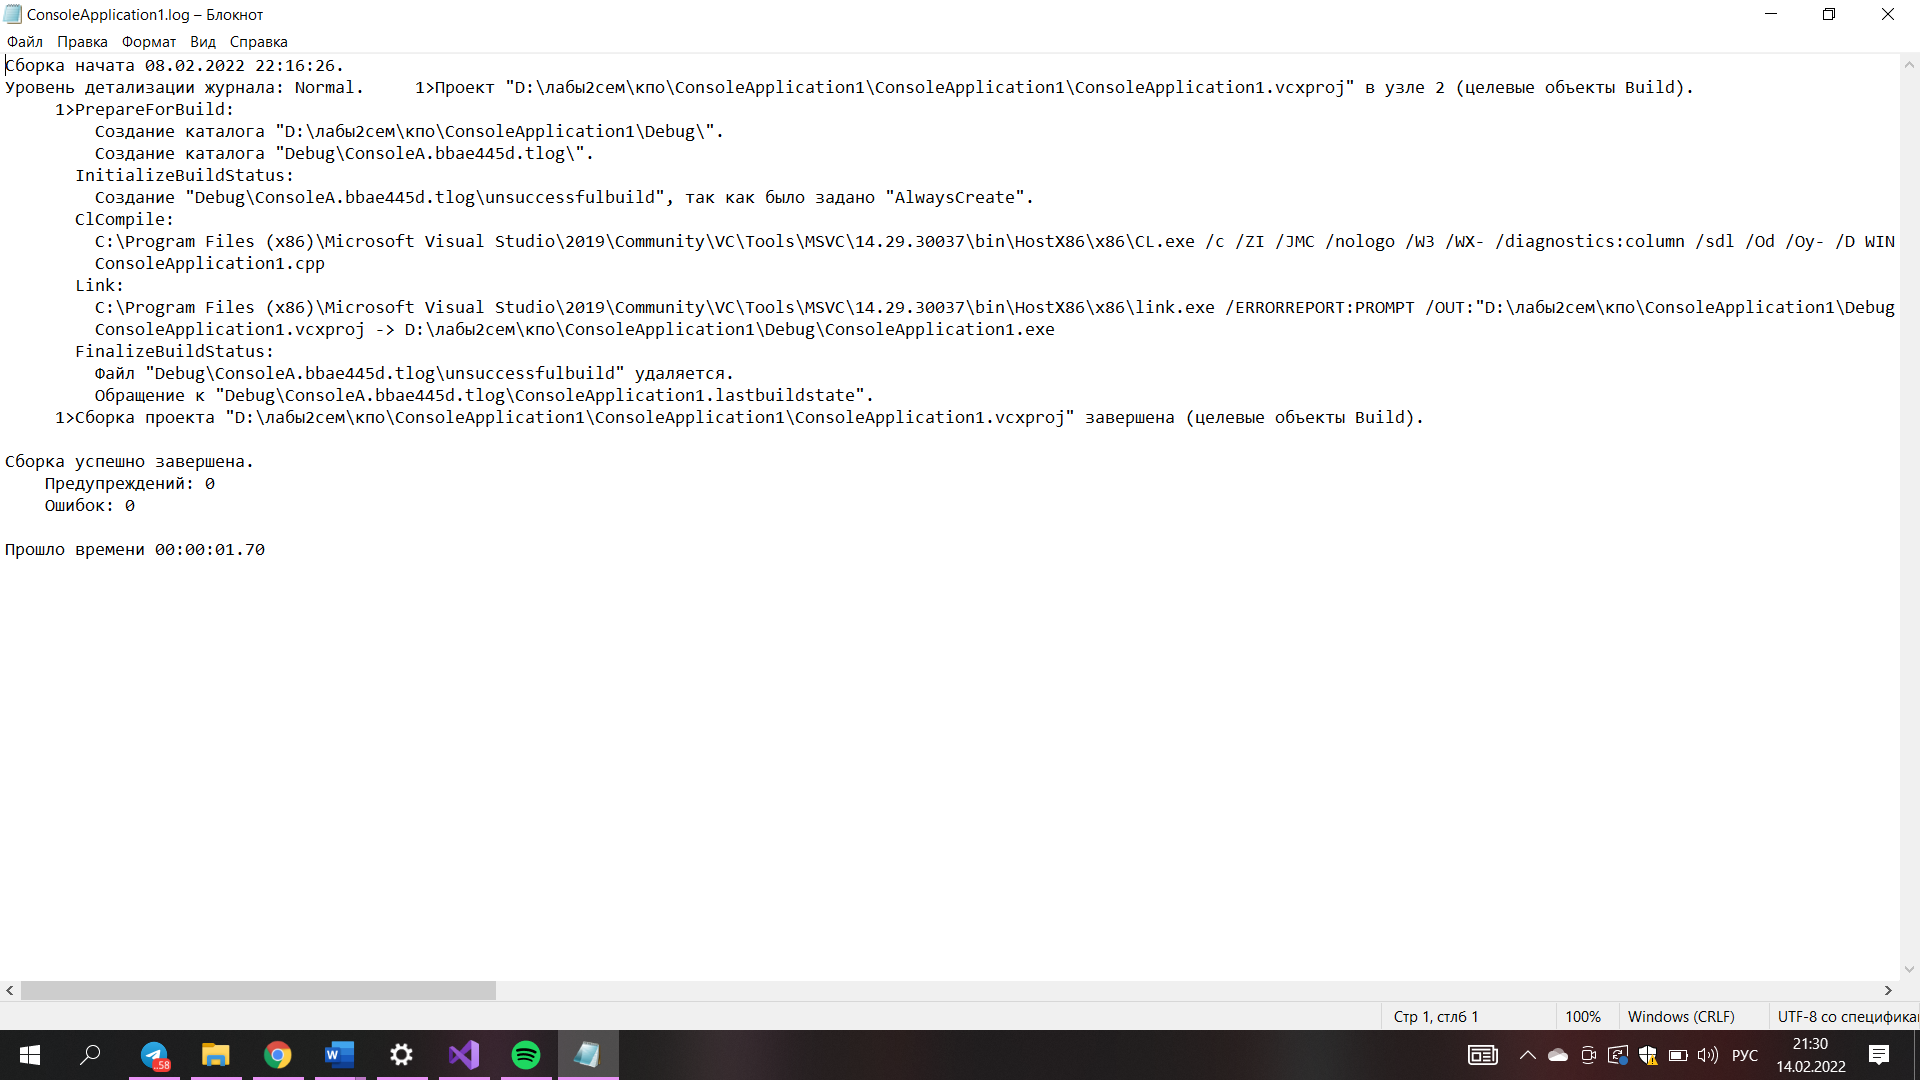 ConsoleApplication1.log – Блокнот
Файл Правка Формат Вид Справка
Сборка начата 08.02.2022 22:16:26.
Уровень детализации журнала: Normal.     1>Проект "D:\лабы2сем\кпо\ConsoleApplication1\ConsoleApplication1\ConsoleApplication1.vcxproj" в узле 2 (целевые объекты Build).
     1>PrepareForBuild:
         Создание каталога "D:\лабы2сем\кпо\ConsoleApplication1\Debug\".
         Создание каталога "Debug\ConsoleA.bbae445d.tlog\".
       InitializeBuildStatus:
         Создание "Debug\ConsoleA.bbae445d.tlog\unsuccessfulbuild", так как было задано "AlwaysCreate".
       ClCompile:
         C:\Program Files (x86)\Microsoft Visual Studio\2019\Community\VC\Tools\MSVC\14.29.30037\bin\HostX86\x86\CL.exe /c /ZI /JMC /nologo /W3 /WX- /diagnostics:column /sdl /Od /Oy- /D WIN
         ConsoleApplication1.cpp
       Link:
         C:\Program Files (x86)\Microsoft Visual Studio\2019\Community\VC\Tools\MSVC\14.29.30037\bin\HostX86\x86\link.exe /ERRORREPORT:PROMPT /OUT:"D:\лабы2сем\кпо\ConsoleApplication1\Debug
         ConsoleApplication1.vcxproj -> D:\лабы2сем\кпо\ConsoleApplication1\Debug\ConsoleApplication1.exe
       FinalizeBuildStatus:
         Файл "Debug\ConsoleA.bbae445d.tlog\unsuccessfulbuild" удаляется.
         Обращение к "Debug\ConsoleA.bbae445d.tlog\ConsoleApplication1.lastbuildstate".
     1>Сборка проекта "D:\лабы2сем\кпо\ConsoleApplication1\ConsoleApplication1\ConsoleApplication1.vcxproj" завершена (целевые объекты Build).
Сборка успешно завершена.
    Предупреждений: 0
    Ошибок: 0
Прошло времени 00:00:01.70
Стр 1, стлб 1 100% Windows (CRLF) UTF-8 со специфика
.58
W
РУС
21:30
14.02.2022